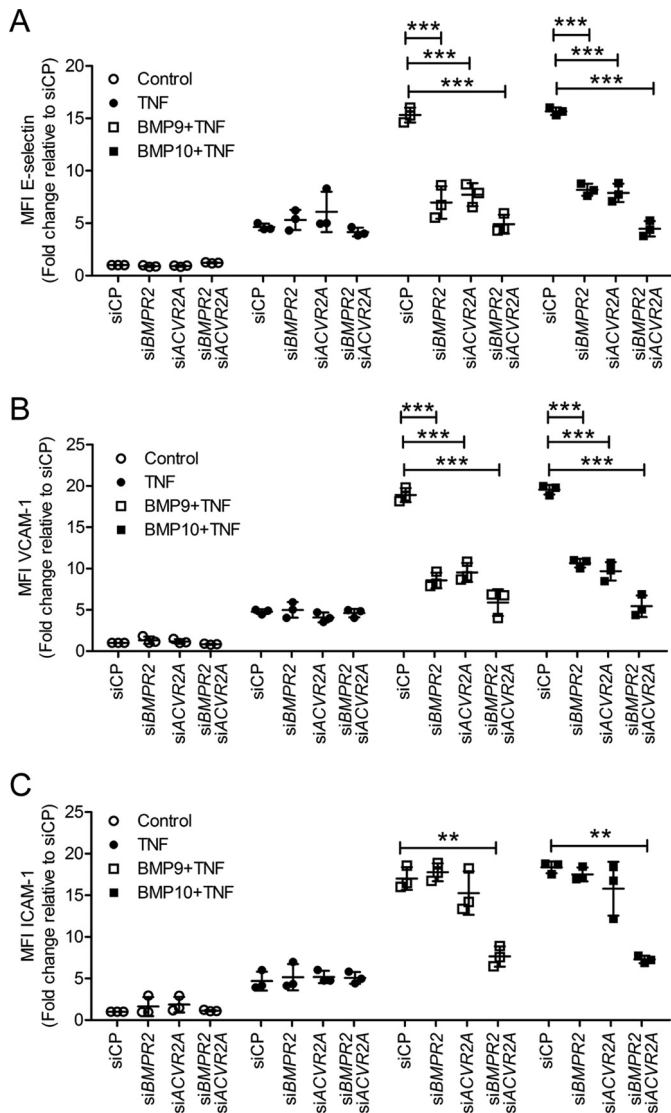 A
*** ***
*** ***
*** ***
MFI E-selectin
(Fold change relative to siCP)
20
15
10
5
0
Control
TNF
BMP9+TNF
BMP10+TNF
siCP
siBMPR2
siACVR2A
siBMPR2
siACVR2A
siCP
siBMPR2
siACVR2A
siBMPR2
siACVR2A
siCP
siBMPR2
siACVR2A
siBMPR2
siACVR2A
siCP
siBMPR2
siACVR2A
siBMPR2
siACVR2A
B
*** ***
*** ***
*** ***
MFI VCAM-1
(Fold change relative to siCP)
25
20
15
10
5
0
Control
TNF
BMP9+TNF
BMP10+TNF
siCP
siBMPR2
siACVR2A
siBMPR2
siACVR2A
siCP
siBMPR2
siACVR2A
siBMPR2
siACVR2A
siCP
siBMPR2
siACVR2A
siBMPR2
siACVR2A
siCP
siBMPR2
siACVR2A
siBMPR2
siACVR2A
C
** **
MFI ICAM-1
(Fold change relative to siCP)
25
20
15
10
5
0
Control
TNF
BMP9+TNF
BMP10+TNF
siCP
siBMPR2
siACVR2A
siBMPR2
siACVR2A
siCP
siBMPR2
siACVR2A
siBMPR2
siACVR2A
siCP
siBMPR2
siACVR2A
siBMPR2
siACVR2A
siCP
siBMPR2
siACVR2A
siBMPR2
siACVR2A